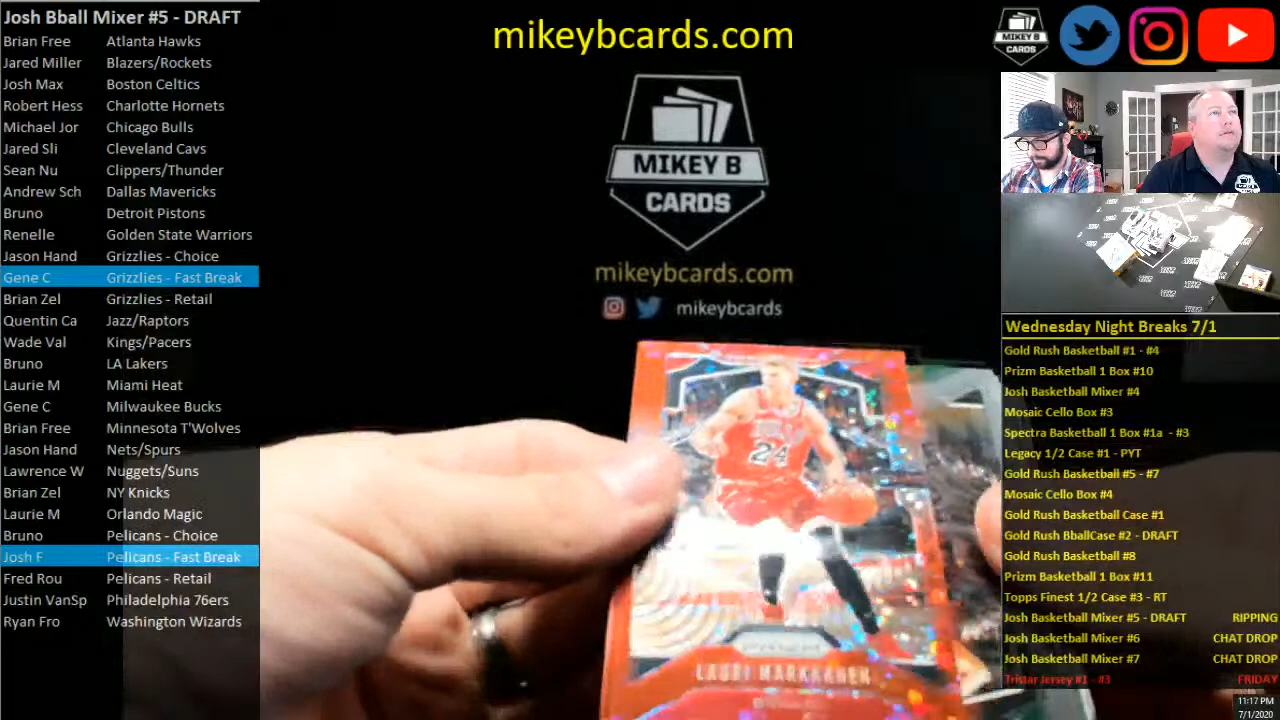 Josh Bball Mixer #5 - DRAFT
Brian Free Atlanta Hawks
Jared Miller Blazers/Rockets
Josh Max Boston Celtics
Robert Hess Charlotte Hornets
Michael Jor Chicago Bulls
Jared Sli Cleveland Cavs
Sean Nu Clippers/Thunder
Andrew Sch Dallas Mavericks
Bruno Detroit Pistons
Renelle Golden State Warriors
Jason Hand Grizzlies - Choice
Gene C Grizzlies - Fast Break
Brian Zel Grizzlies - Retail
Quentin Ca Jazz/Raptors
Wade Val Kings/Pacers
Bruno LA Lakers
Laurie M Miami Heat
Gene C Milwaukee Bucks
Brian Free Minnesota T'Wolves
Jason Hand Nets/Spurs
Lawrence W Nuggets/Suns
Brian Zel NY Knicks
Laurie M Orlando Magic
Bruno Pelicans - Choice
Josh F Pelicans - Fast Break
Fred Rou Pelicans - Retail
Justin VanSp Philadelphia 76ers
Ryan Fro Washington Wizards
mikeybcards.com
MIKEY B
CARDS
mikeybcards.com
mikeybcards
24
LAURI MARKKANEN
MIKEY B
CARDS
Wednesday Night Breaks 7/1
Gold Rush Basketball #1 - #4
Prizm Basketball 1 Box #10
Josh Basketball Mixer #4
Mosaic Cello Box #3
Spectra Basketball 1 Box #1a - #3
Legacy 1/2 Case #1 - PYT
Gold Rush Basketball #5 - #7
Mosaic Cello Box #4
Gold Rush Basketball Case #1
Gold Rush BballCase #2 - DRAFT
Gold Rush Basketball #8
Prizm Basketball 1 Box #11
Topps Finest 1/2 Case #3 - RT
Josh Basketball Mixer #5 - DRAFT RIPPING
Josh Basketball Mixer #6 CHAT DROP
Josh Basketball Mixer #7 CHAT DROP
Tristar Jersey #1 - #3 FRIDAY
11:17 PM
7/1/2020